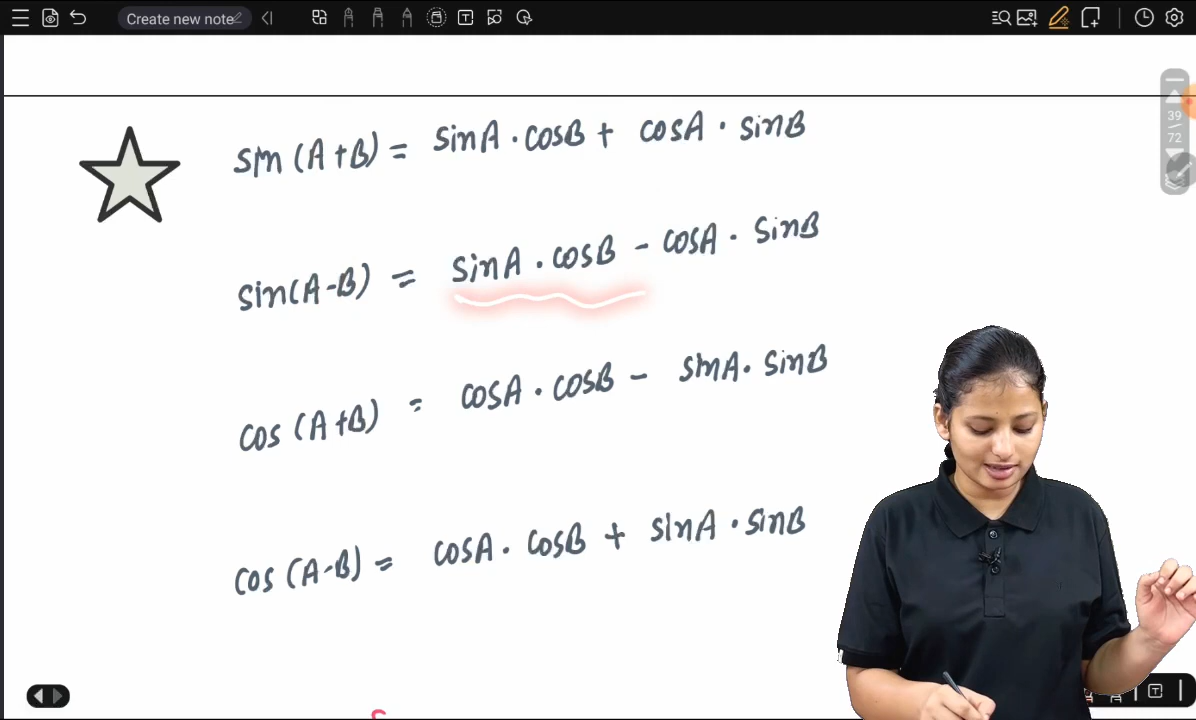 Create new note
39
72
sin (A+B) = sinA · cosB + cosA · sinB
sin(A-B) = sinA · cosB - cosA · sinB
cos (A+B) = cosA · cosB - sinA · sinB
cos (A-B) = cosA · cosB + sinA · sinB